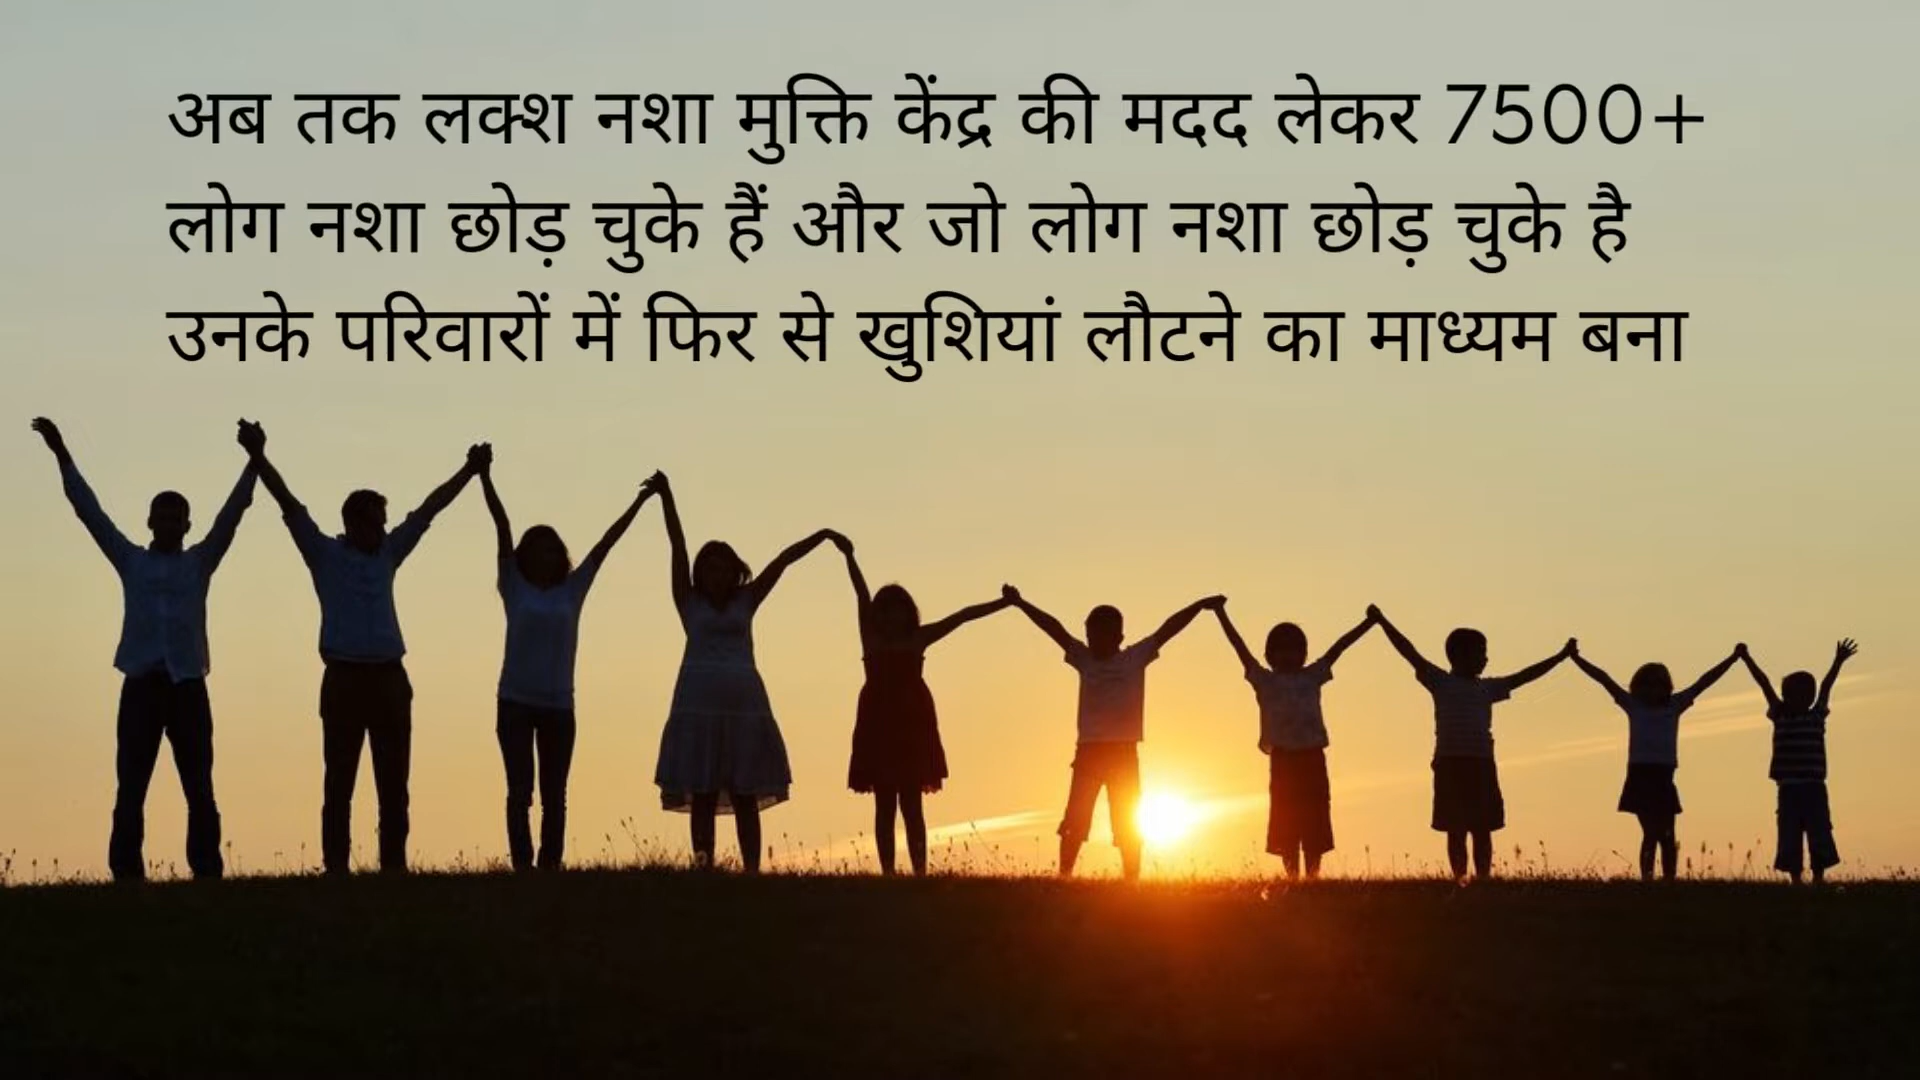 अब तक लक्श नशा मुक्ति केंद्र की मदद लेकर 7500+
लोग नशा छोड़ चुके हैं और जो लोग नशा छोड़ चुके है
उनके परिवारों में फिर से खुशियां लौटने का माध्यम बना